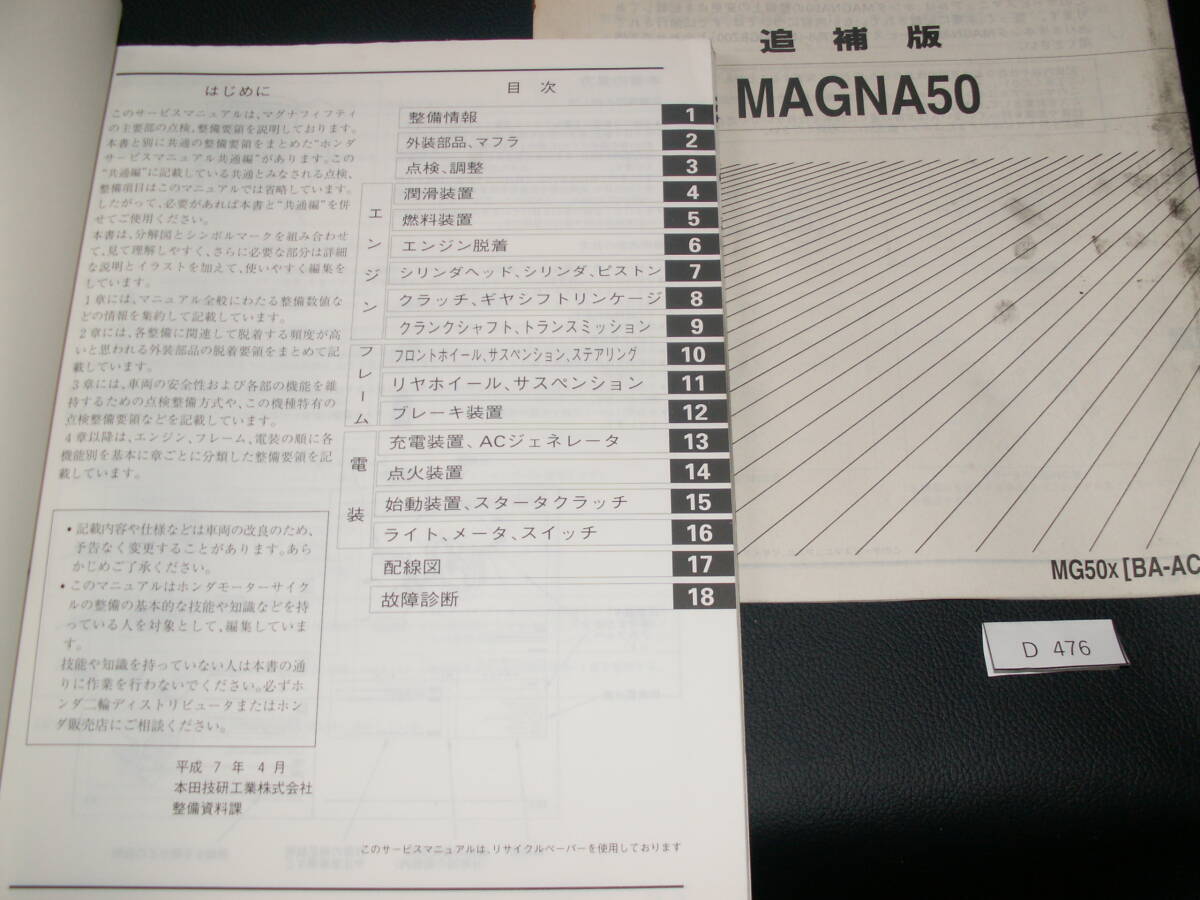 はじめに
このサービスマニュアルは、マグナフィフティ
の主要部の点検、整備要領を説明しております。
本書と別に共通の整備要領をまとめた"ホンダ
サービスマニュアル共通編"があります。この
"共通編"に記載している共通とみなされる点検、
整備項目はこのマニュアルでは省略しています。
したがって、必要があれば本書と"共通編"を併
せてご使用ください。
本書は、分解図とシンボルマークを組み合わせ
て、見て理解しやすく、さらに必要な部分は詳細
な説明とイラストを加えて、使いやすく編集を
しています。
1章には、マニュアル全般にわたる整備数値な
どの情報を集約して記載しています。
2章には、各整備に関連して脱着する頻度が高
いと思われる外装部品の脱着要領をまとめて記
載しています。
3章には、車両の安全性および各部の機能を維
持するための点検整備方式や、この機種特有の
点検整備要領などを記載しています。
4章以降は、エンジン、フレーム、電装の順に各
機能別を基本に章ごとに分類した整備要領を記
載しています。
• 記載内容や仕様などは車両の改良のため、
予告なく変更することがあります。あら
かじめご了承ください。
• このマニュアルはホンダモーターサイク
ルの整備の基本的な技能や知識などを持
っている人を対象として、編集していま
す。
技能や知識を持っていない人は本書の通
りに作業を行わないでください。必ずホ
ンダ二輪ディストリビュータまたはホン
ダ販売店にご相談ください。
平成 7 年 4 月
本田技研工業株式会社
整備資料課
目 次
整備情報 1
外装部品、マフラ 2
点検、調整 3
エンジン
潤滑装置 4
燃料装置 5
エンジン脱着 6
シリンダヘッド、シリンダ、ピストン 7
クラッチ、ギヤシフトリンケージ 8
クランクシャフト、トランスミッション 9
フレーム
フロントホイール、サスペンション、ステアリング 10
リヤホイール、サスペンション 11
ブレーキ装置 12
電装
充電装置、ACジェネレータ 13
点火装置 14
始動装置、スタータクラッチ 15
ライト、メータ、スイッチ 16
配線図 17
故障診断 18
このサービスマニュアルは、リサイクルペーパーを使用しております
追 補 版
MAGNA50
MG50X [BA-AC
D 476